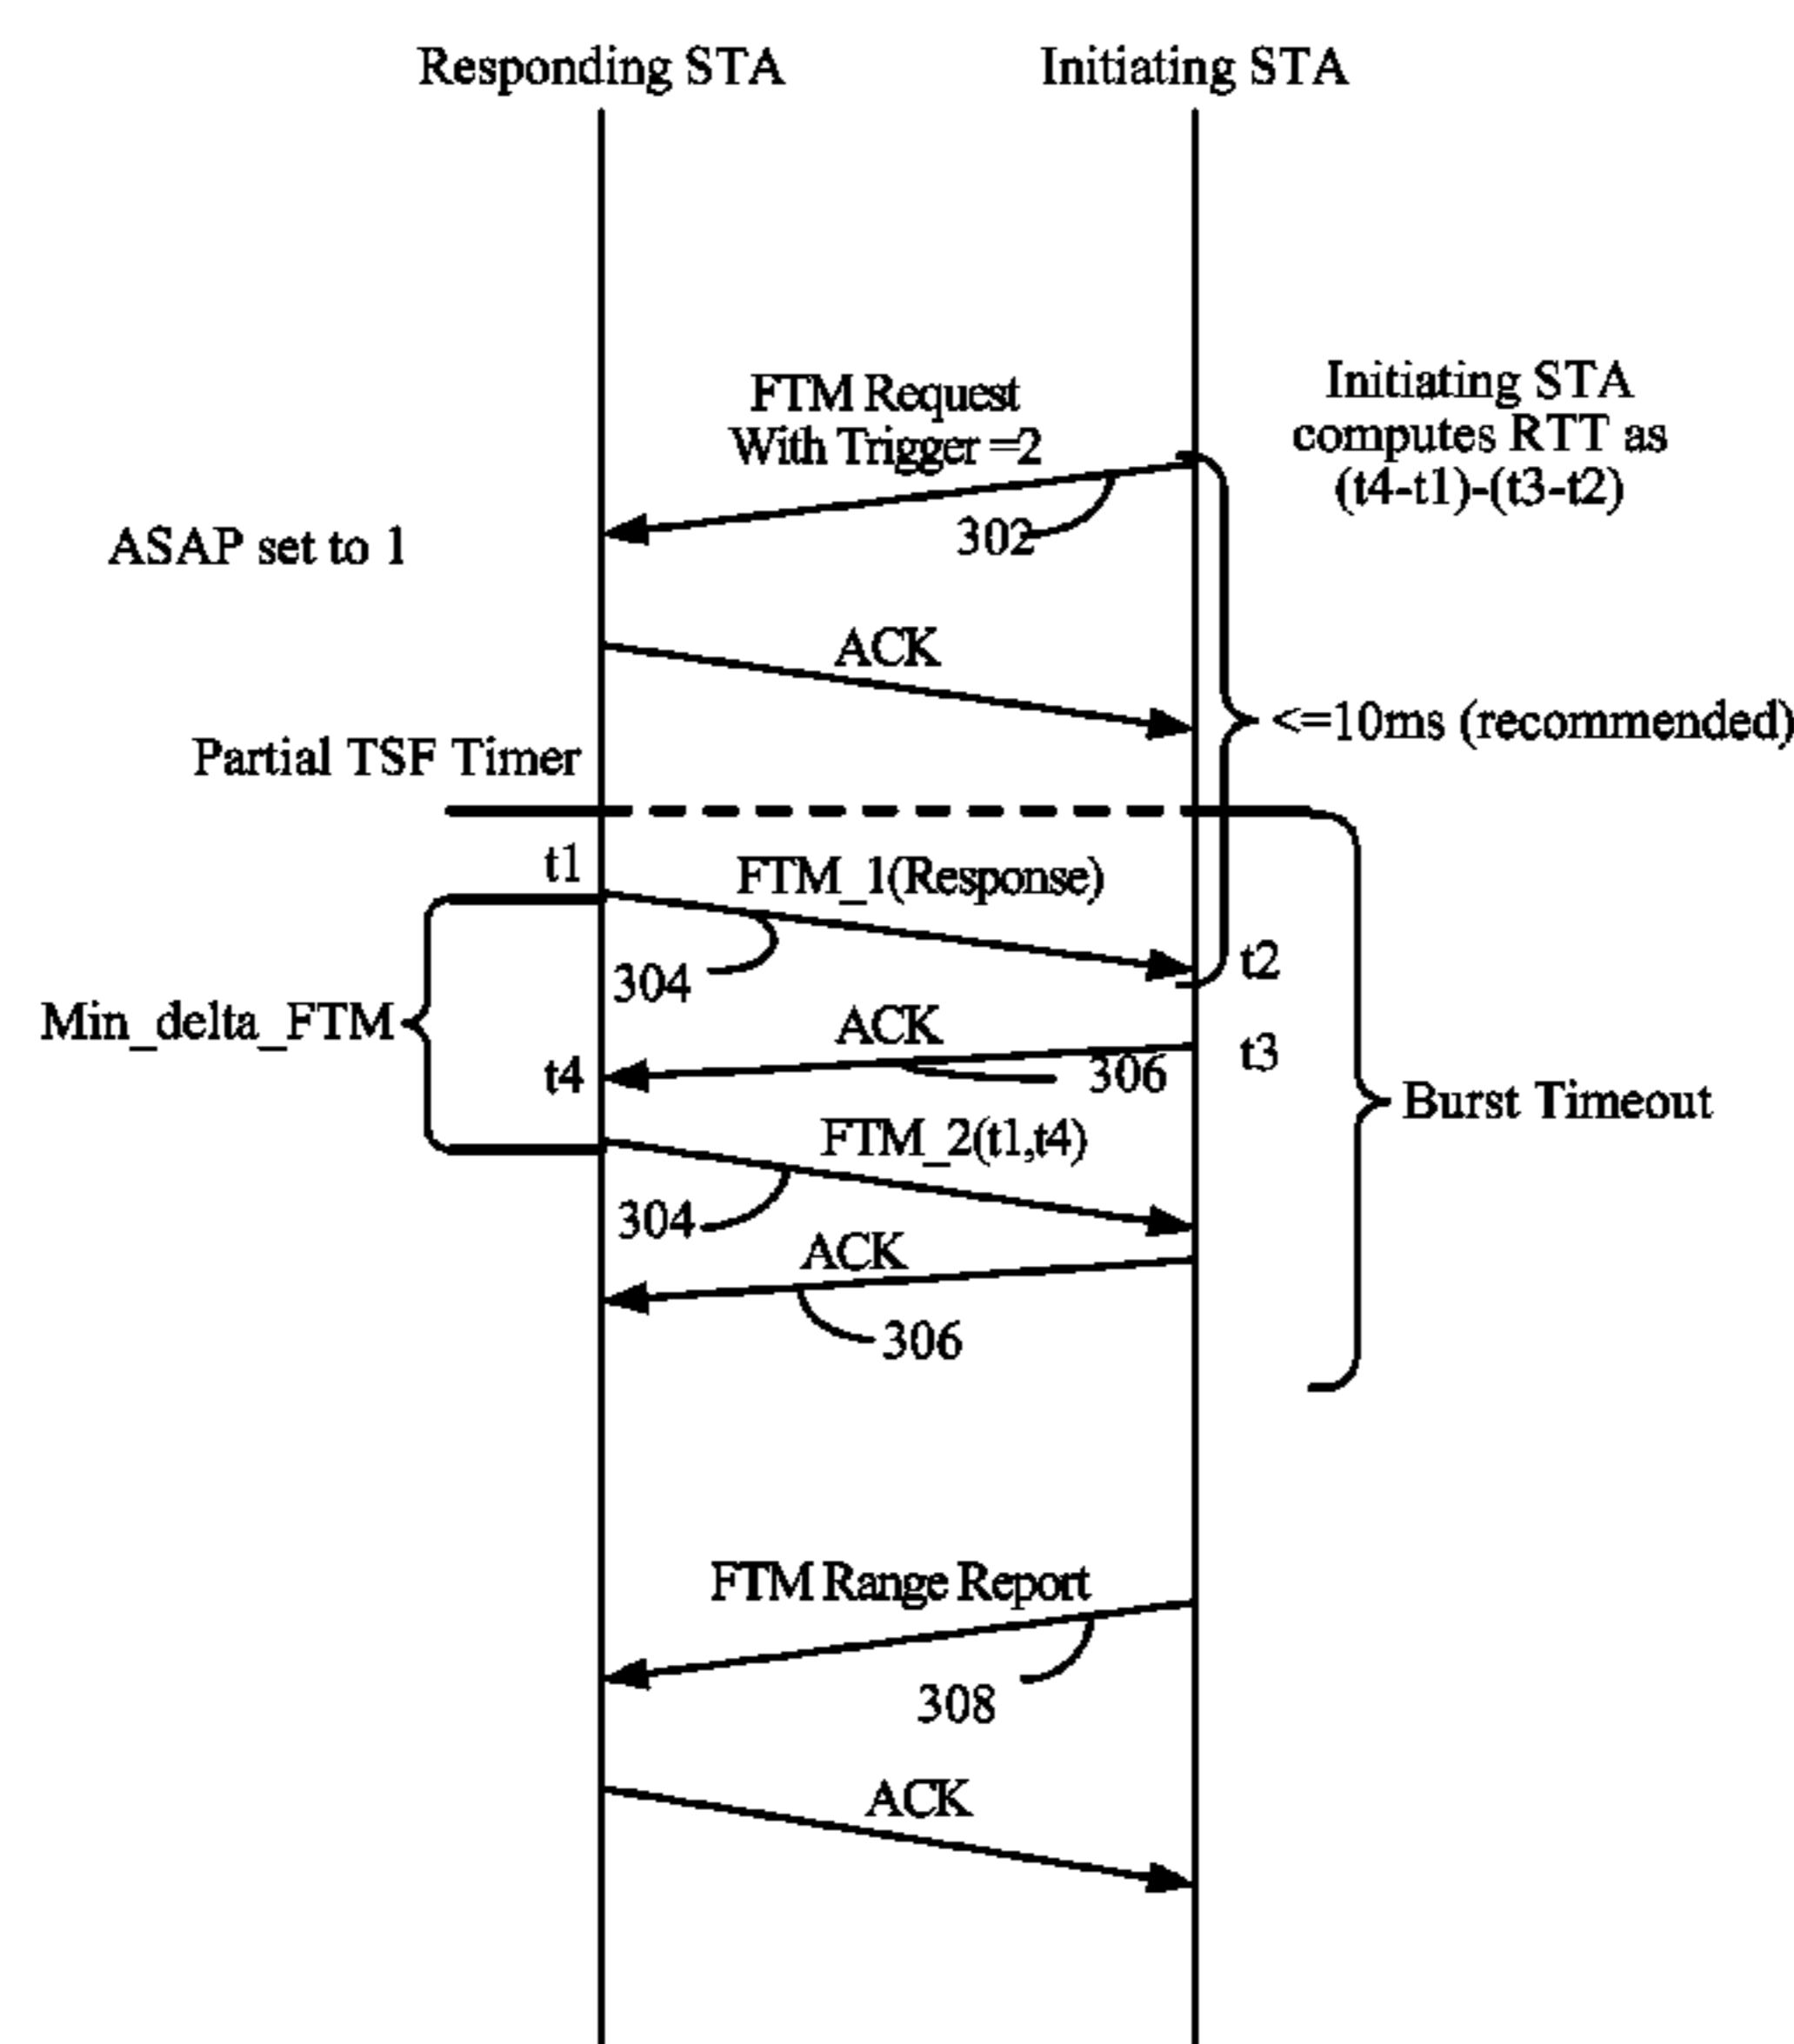 Responding STA
Initiating STA
FTM Request
With Trigger =2
Initiating STA
computes RTT as
(t4-t1)-(t3-t2)
302
ASAP set to 1
ACK
<=10ms (recommended)
Partial TSF Timer
t1
FTM_1(Response)
304
t2
Min_delta_FTM
ACK
t3
t4
306
Burst Timeout
FTM_2(t1,t4)
304
ACK
306
FTM Range Report
308
ACK